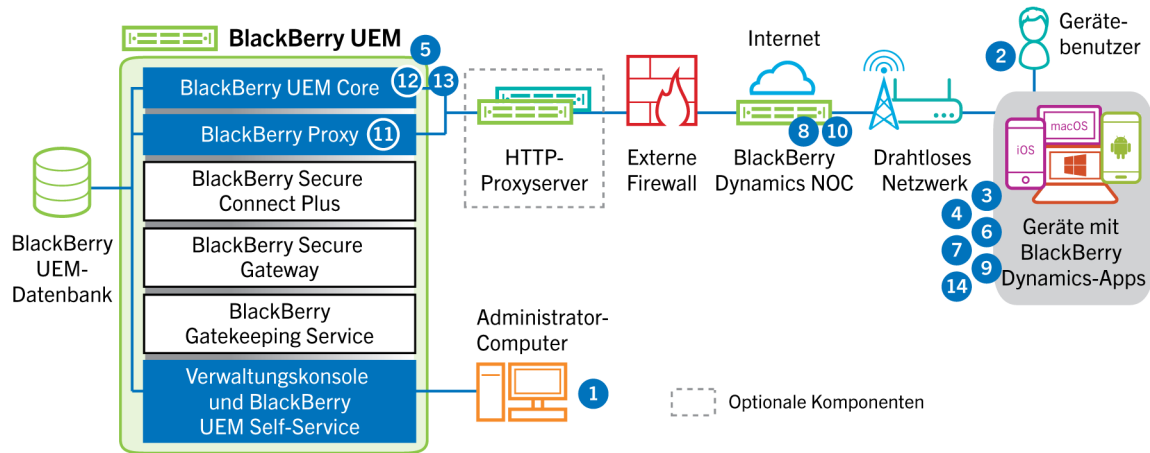 BlackBerry UEM
5
BlackBerry UEM Core
12
13
BlackBerry Proxy
11
BlackBerry Secure
Connect Plus
BlackBerry Secure
Gateway
BlackBerry
Gatekeeping Service
Verwaltungskonsole
und BlackBerry
UEM Self-Service
BlackBerry
UEM-
Datenbank
HTTP-
Proxyserver
Externe
Firewall
Internet
8
10
BlackBerry
Dynamics NOC
Drahtloses
Netzwerk
Geräte-
benutzer
2
iOS
macOS
3
4
6
7
9
14
Geräte mit
BlackBerry
Dynamics-Apps
Administrator-
Computer
1
Optionale Komponenten